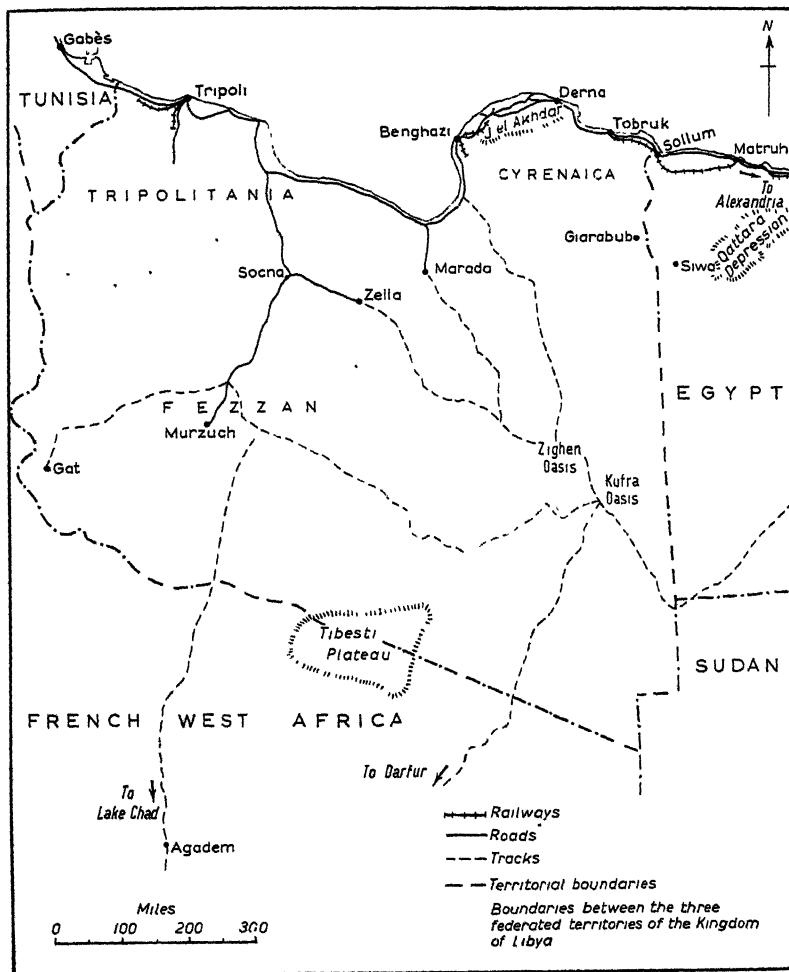 N
Gabès
TUNISIA
Tripoli
Derna
Benghazi
J el Akhdar
Tobruk
Sollum
Matruh
To
Alexandria
TRIPOLITANIA
CYRENAICA
Giarabub
Siwa
Qattara
Depression
Socna
Marada
Zella
EGYPT
FEZZAN
Murzuch
Gat
Zighen
Oasis
Kufra
Oasis
Tibesti
Plateau
SUDAN
FRENCH WEST AFRICA
To Darfur
To
Lake Chad
Agadem
Railways
Roads
Tracks
Territorial boundaries
Boundaries between the three
federated territories of the Kingdom
of Libya
Miles
0 100 200 300